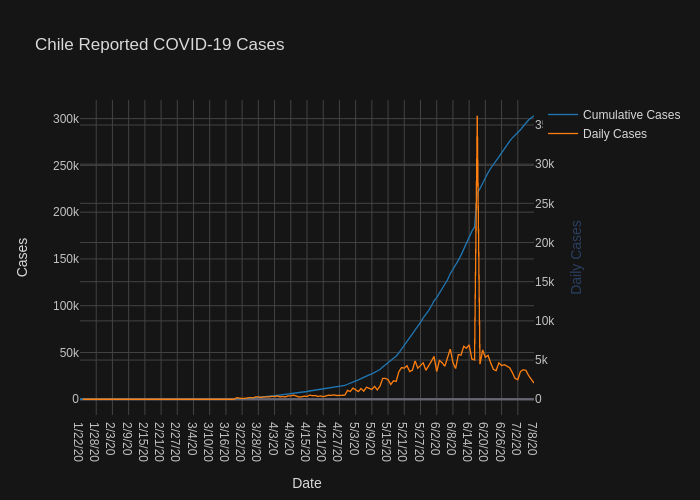 Chile Reported COVID-19 Cases
Cumulative Cases
Daily Cases
300k
250k
200k
150k
100k
50k
0
Cases
30k
25k
20k
15k
10k
5k
0
Daily Cases
1/22/20
1/28/20
2/3/20
2/9/20
2/15/20
2/21/20
2/27/20
3/4/20
3/10/20
3/16/20
3/22/20
3/28/20
4/3/20
4/9/20
4/15/20
4/21/20
4/27/20
5/3/20
5/9/20
5/15/20
5/21/20
5/27/20
6/2/20
6/8/20
6/14/20
6/20/20
6/26/20
7/2/20
7/8/20
Date